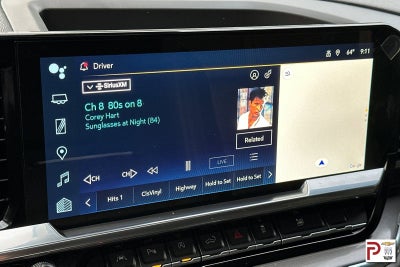 Driver
64° 9:11
SiriusXM
Ch 8 80s on 8
Corey Hart
Sunglasses at Night (84)
Related
CH CH LIVE
Hits 1 ClsVinyl Highway Hold to Set Hold to Set
Google
P